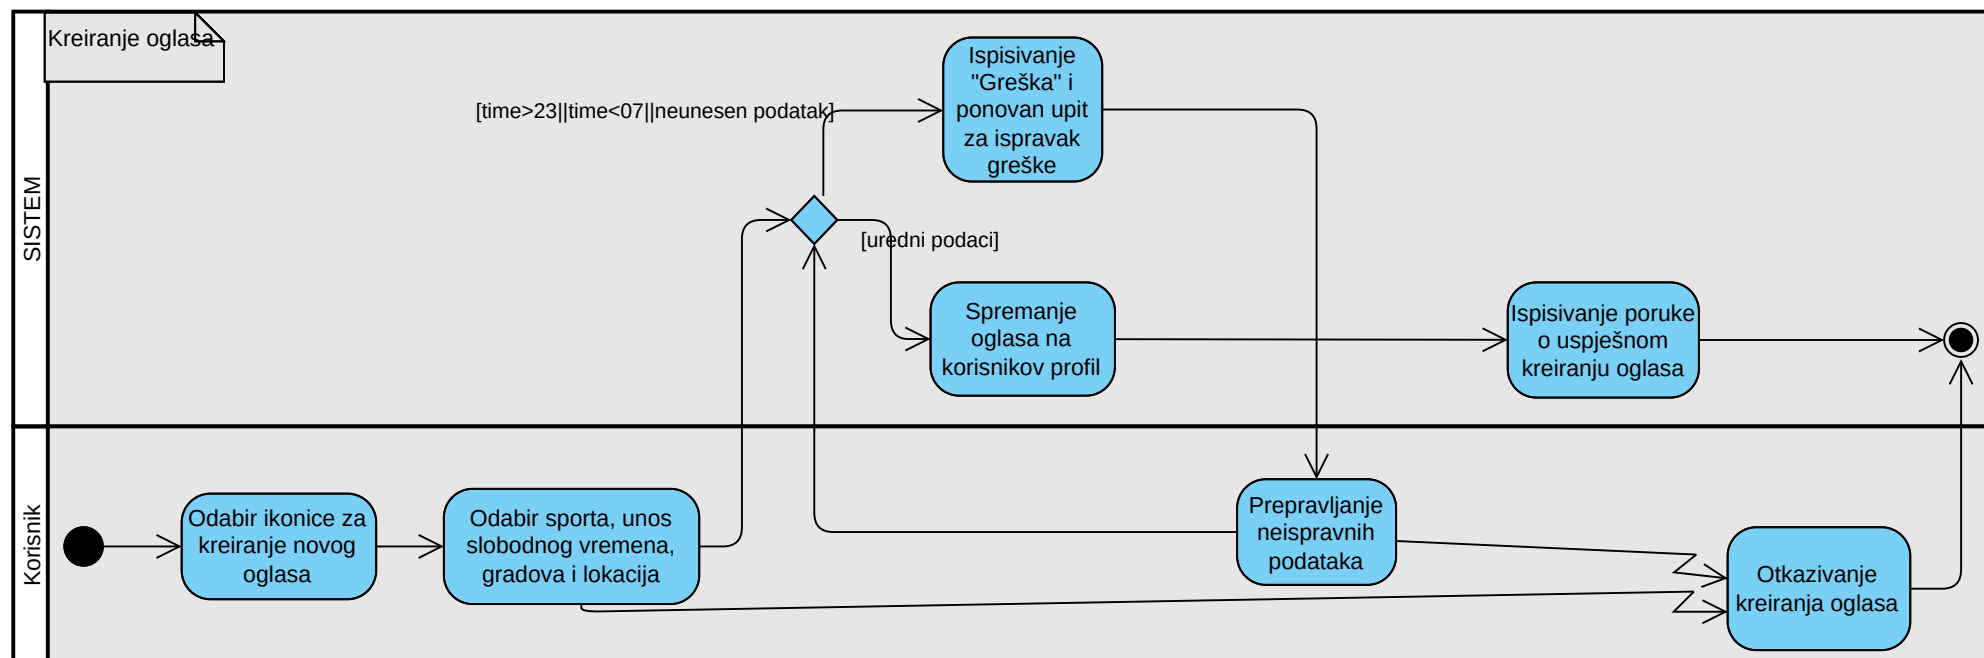 Kreiranje oglasa
SISTEM
[time>23||time<07||neunesen podatak]
Ispisivanje
"Greška" i
ponovan upit
za ispravak
greške
[uredni podaci]
Spremanje
oglasa na
korisnikov profil
Ispisivanje poruke
o uspješnom
kreiranju oglasa
Korisnik
Odabir ikonice za
kreiranje novog
oglasa
Odabir sporta, unos
slobodnog vremena,
gradova i lokacija
Prepravljanje
neispravnih
podataka
Otkazivanje
kreiranja oglasa